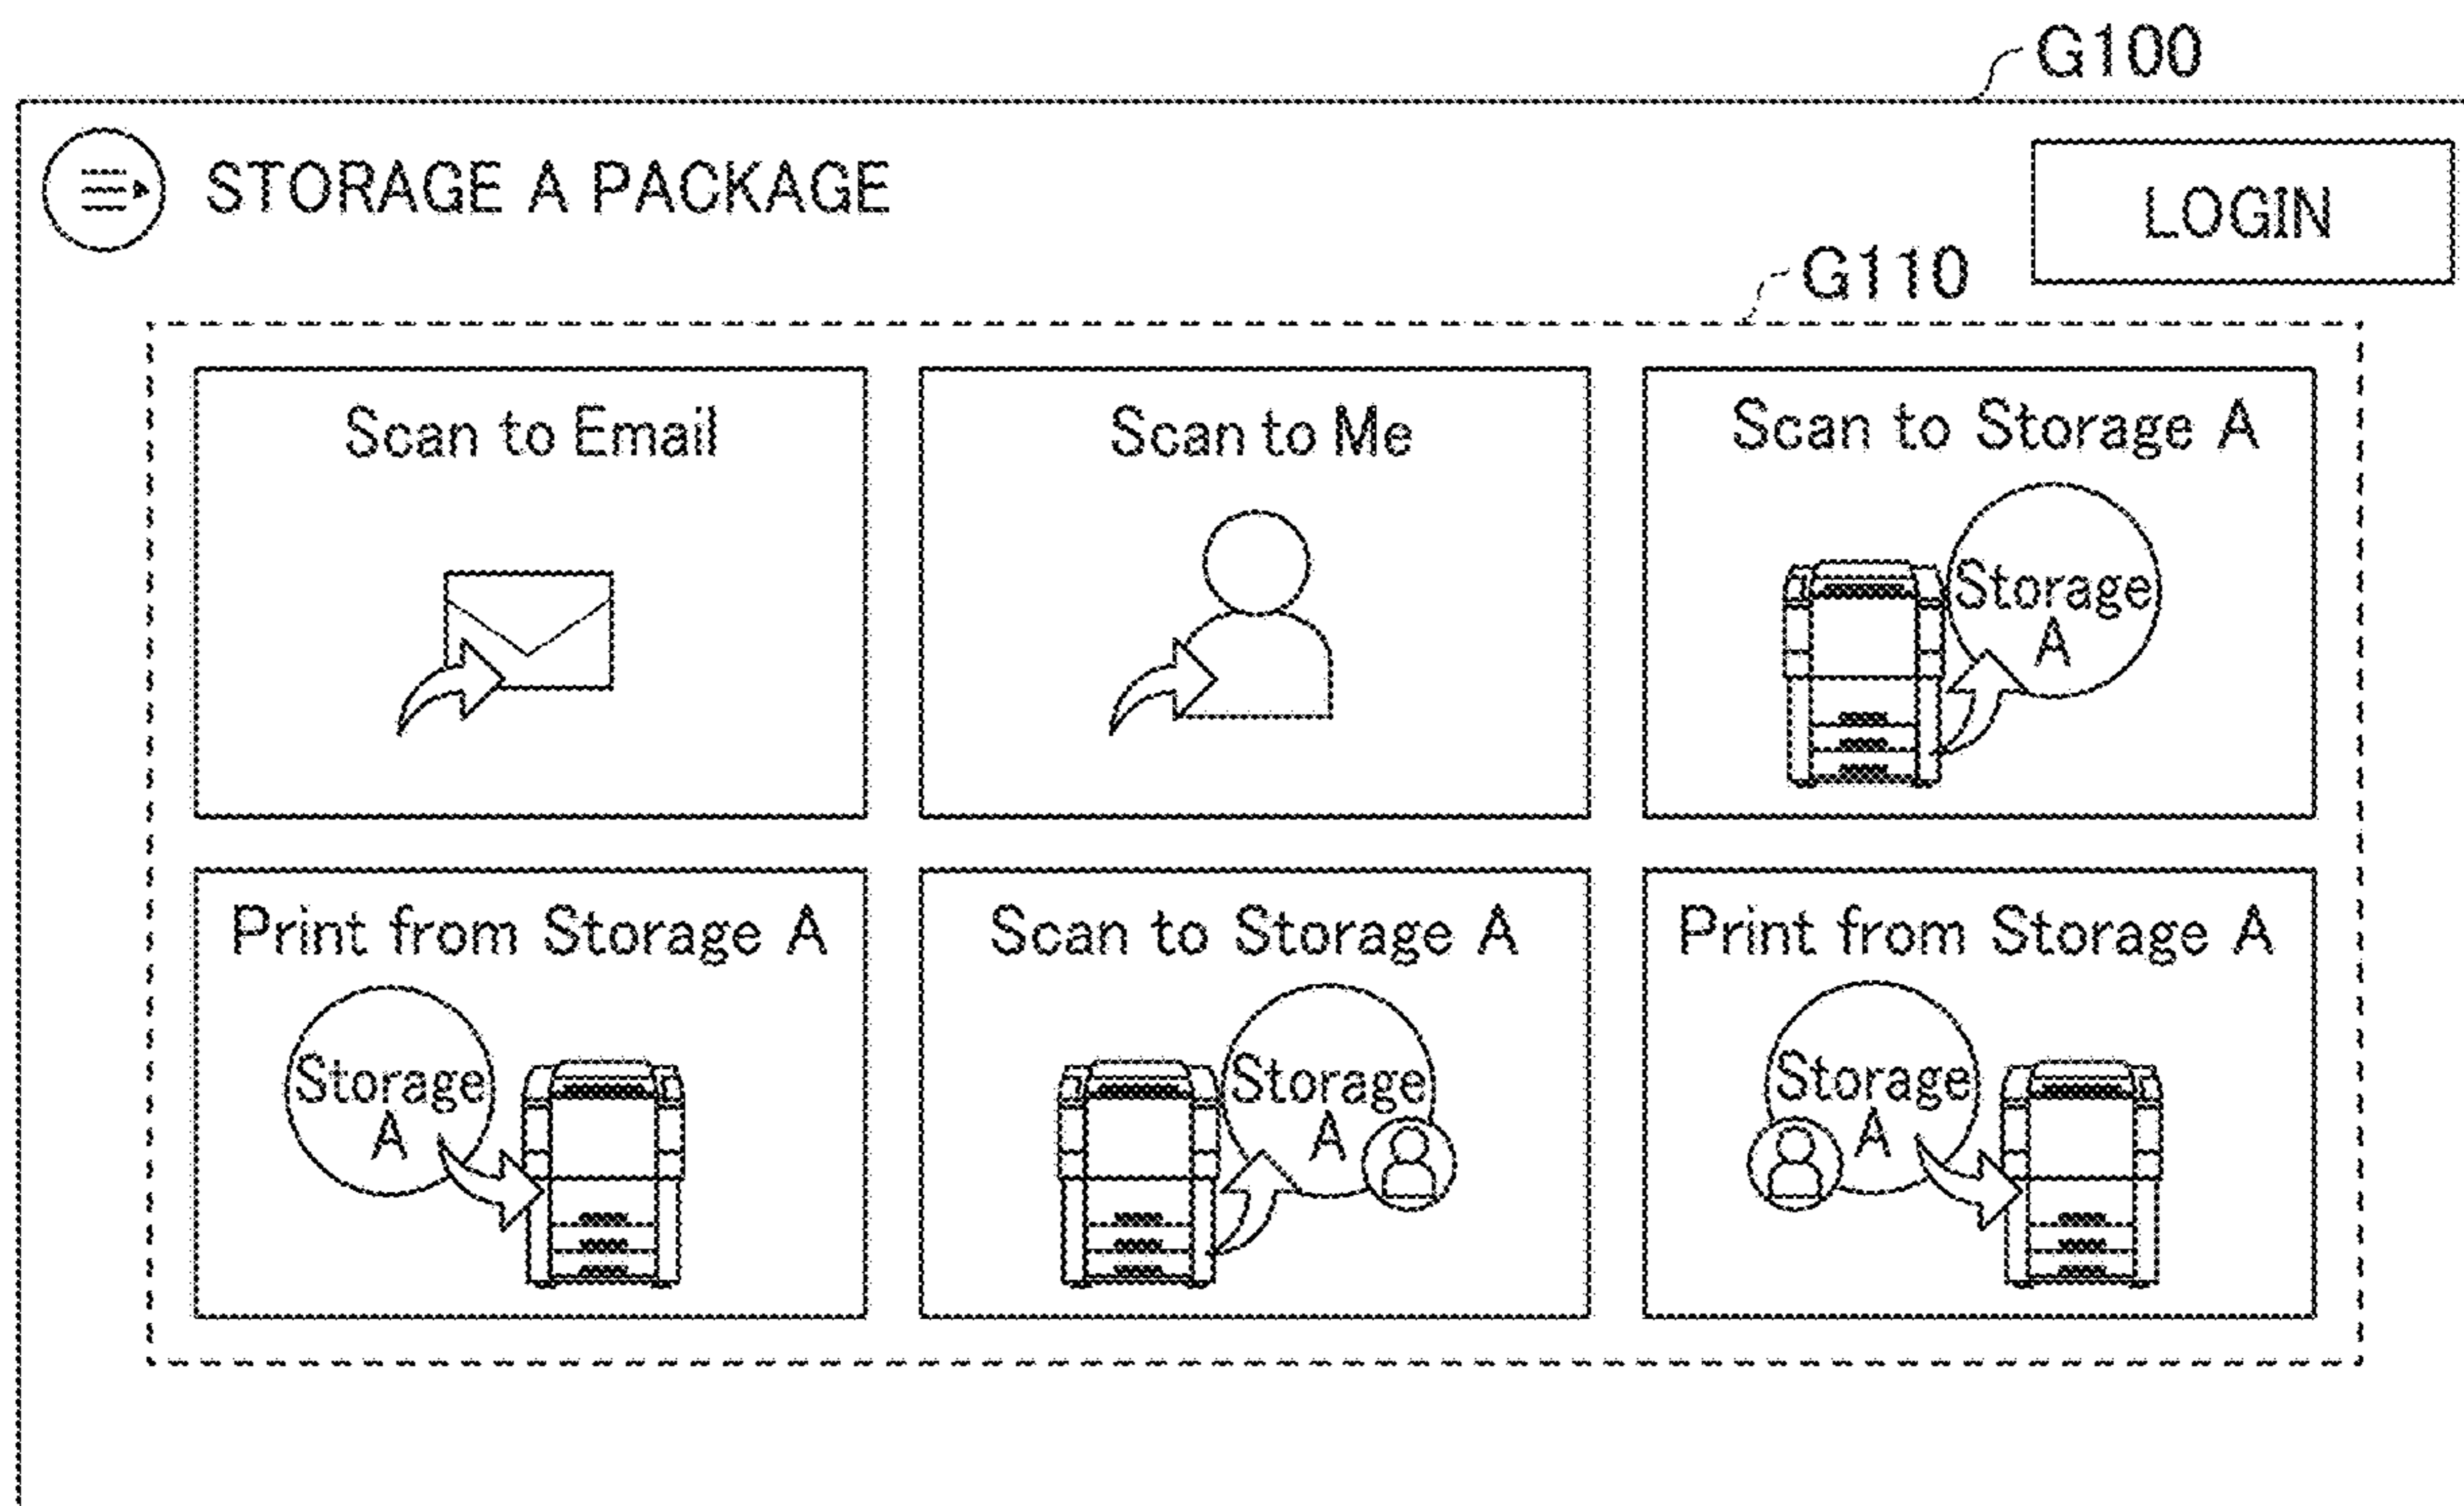 G100
STORAGE A PACKAGE
LOGIN
G110
Scan to Email
Scan to Me
Scan to Storage A
Storage
A
Print from Storage A
Storage
A
Scan to Storage A
Storage
A
Print from Storage A
Storage
A